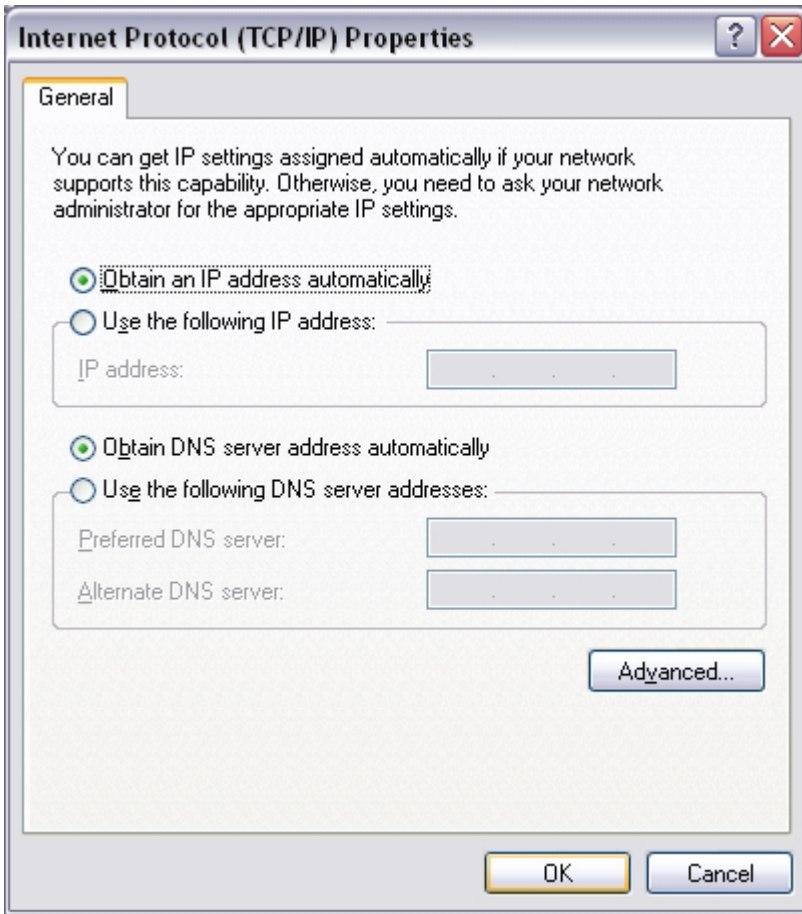 Internet Protocol (TCP/IP) Properties
?
General
You can get IP settings assigned automatically if your network
supports this capability. Otherwise, you need to ask your network
administrator for the appropriate IP settings.
Obtain an IP address automatically
Use the following IP address:
IP address:
Obtain DNS server address automatically
Use the following DNS server addresses:
Preferred DNS server:
Alternate DNS server:
Advanced...
OK
Cancel